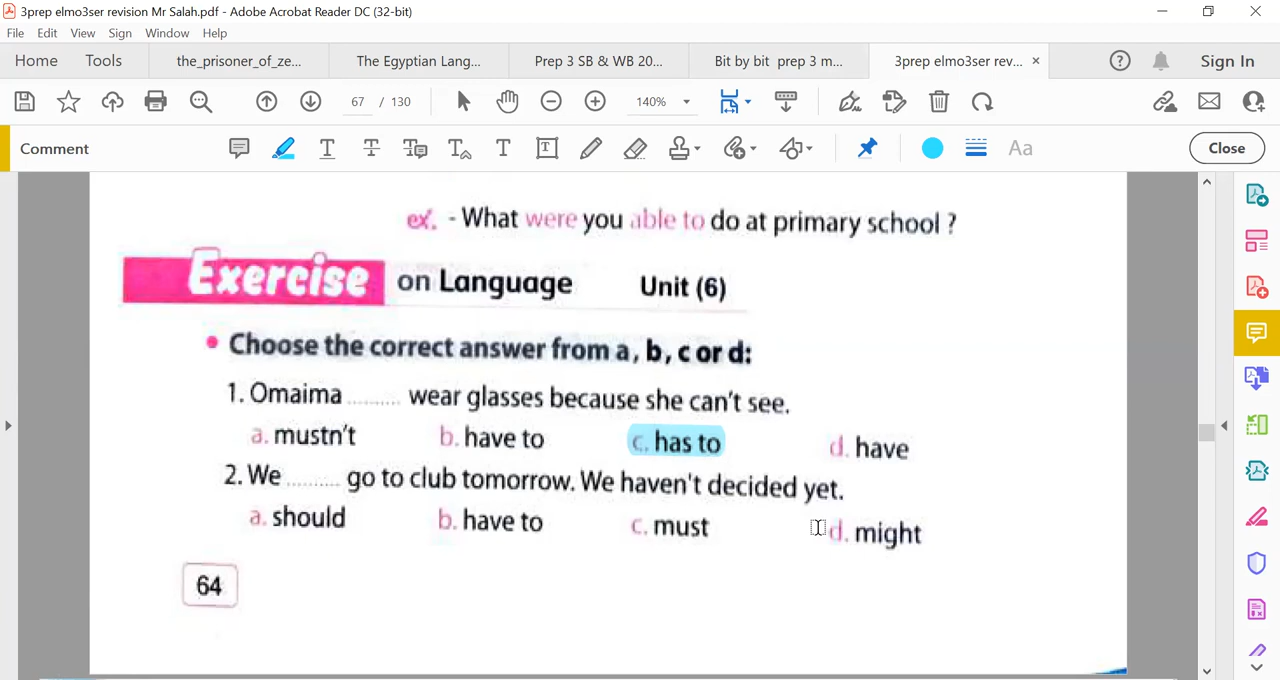 3prep elmo3ser revision Mr Salah.pdf - Adobe Acrobat Reader DC (32-bit)
File Edit View Sign Window Help
Home Tools the_prisoner_of_ze... The Egyptian Lang... Prep 3 SB & WB 20... Bit by bit prep 3 m... 3prep elmo3ser rev... × Sign In
67 / 130 140%
Comment Aa Close
ex. - What were you able to do at primary school ?
Exercise on Language Unit (6)
• Choose the correct answer from a, b, c or d:
1. Omaima .......... wear glasses because she can't see.
a. mustn't b. have to c. has to d. have
2. We .......... go to club tomorrow. We haven't decided yet.
a. should b. have to c. must d. might
64